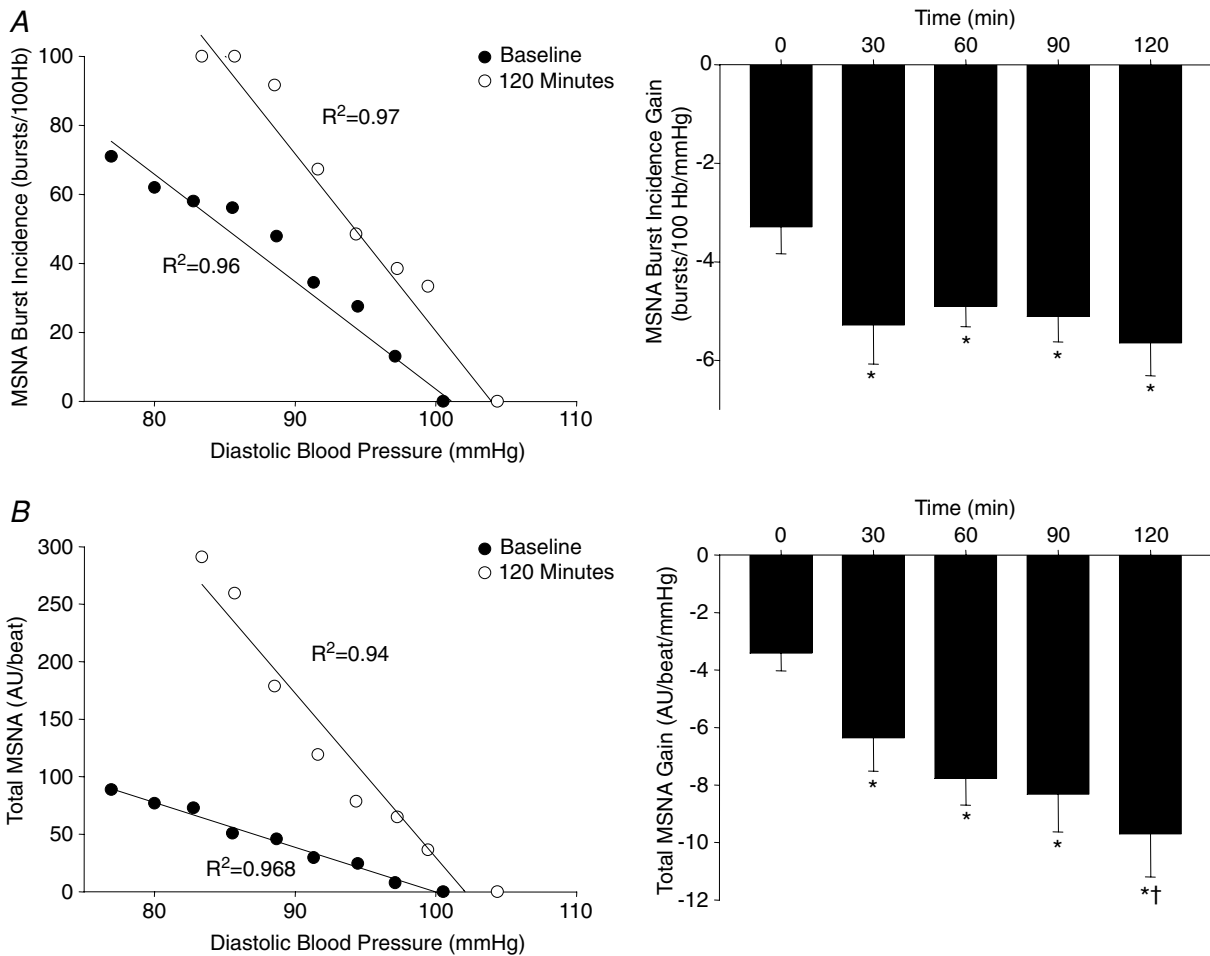 A
100
80
60
40
20
0
MSNA Burst Incidence (bursts/100Hb)
Baseline
120 Minutes
R²=0.97
R²=0.96
80 90 100 110
Diastolic Blood Pressure (mmHg)
Time (min)
0 30 60 90 120
0
-2
-4
-6
MSNA Burst Incidence Gain
(bursts/100 Hb/mmHg)
* * * *
B
300
250
200
150
100
50
0
Total MSNA (AU/beat)
Baseline
120 Minutes
R²=0.94
R²=0.968
80 90 100 110
Diastolic Blood Pressure (mmHg)
Time (min)
0 30 60 90 120
0
-2
-4
-6
-8
-10
-12
Total MSNA Gain (AU/beat/mmHg)
* * * *†